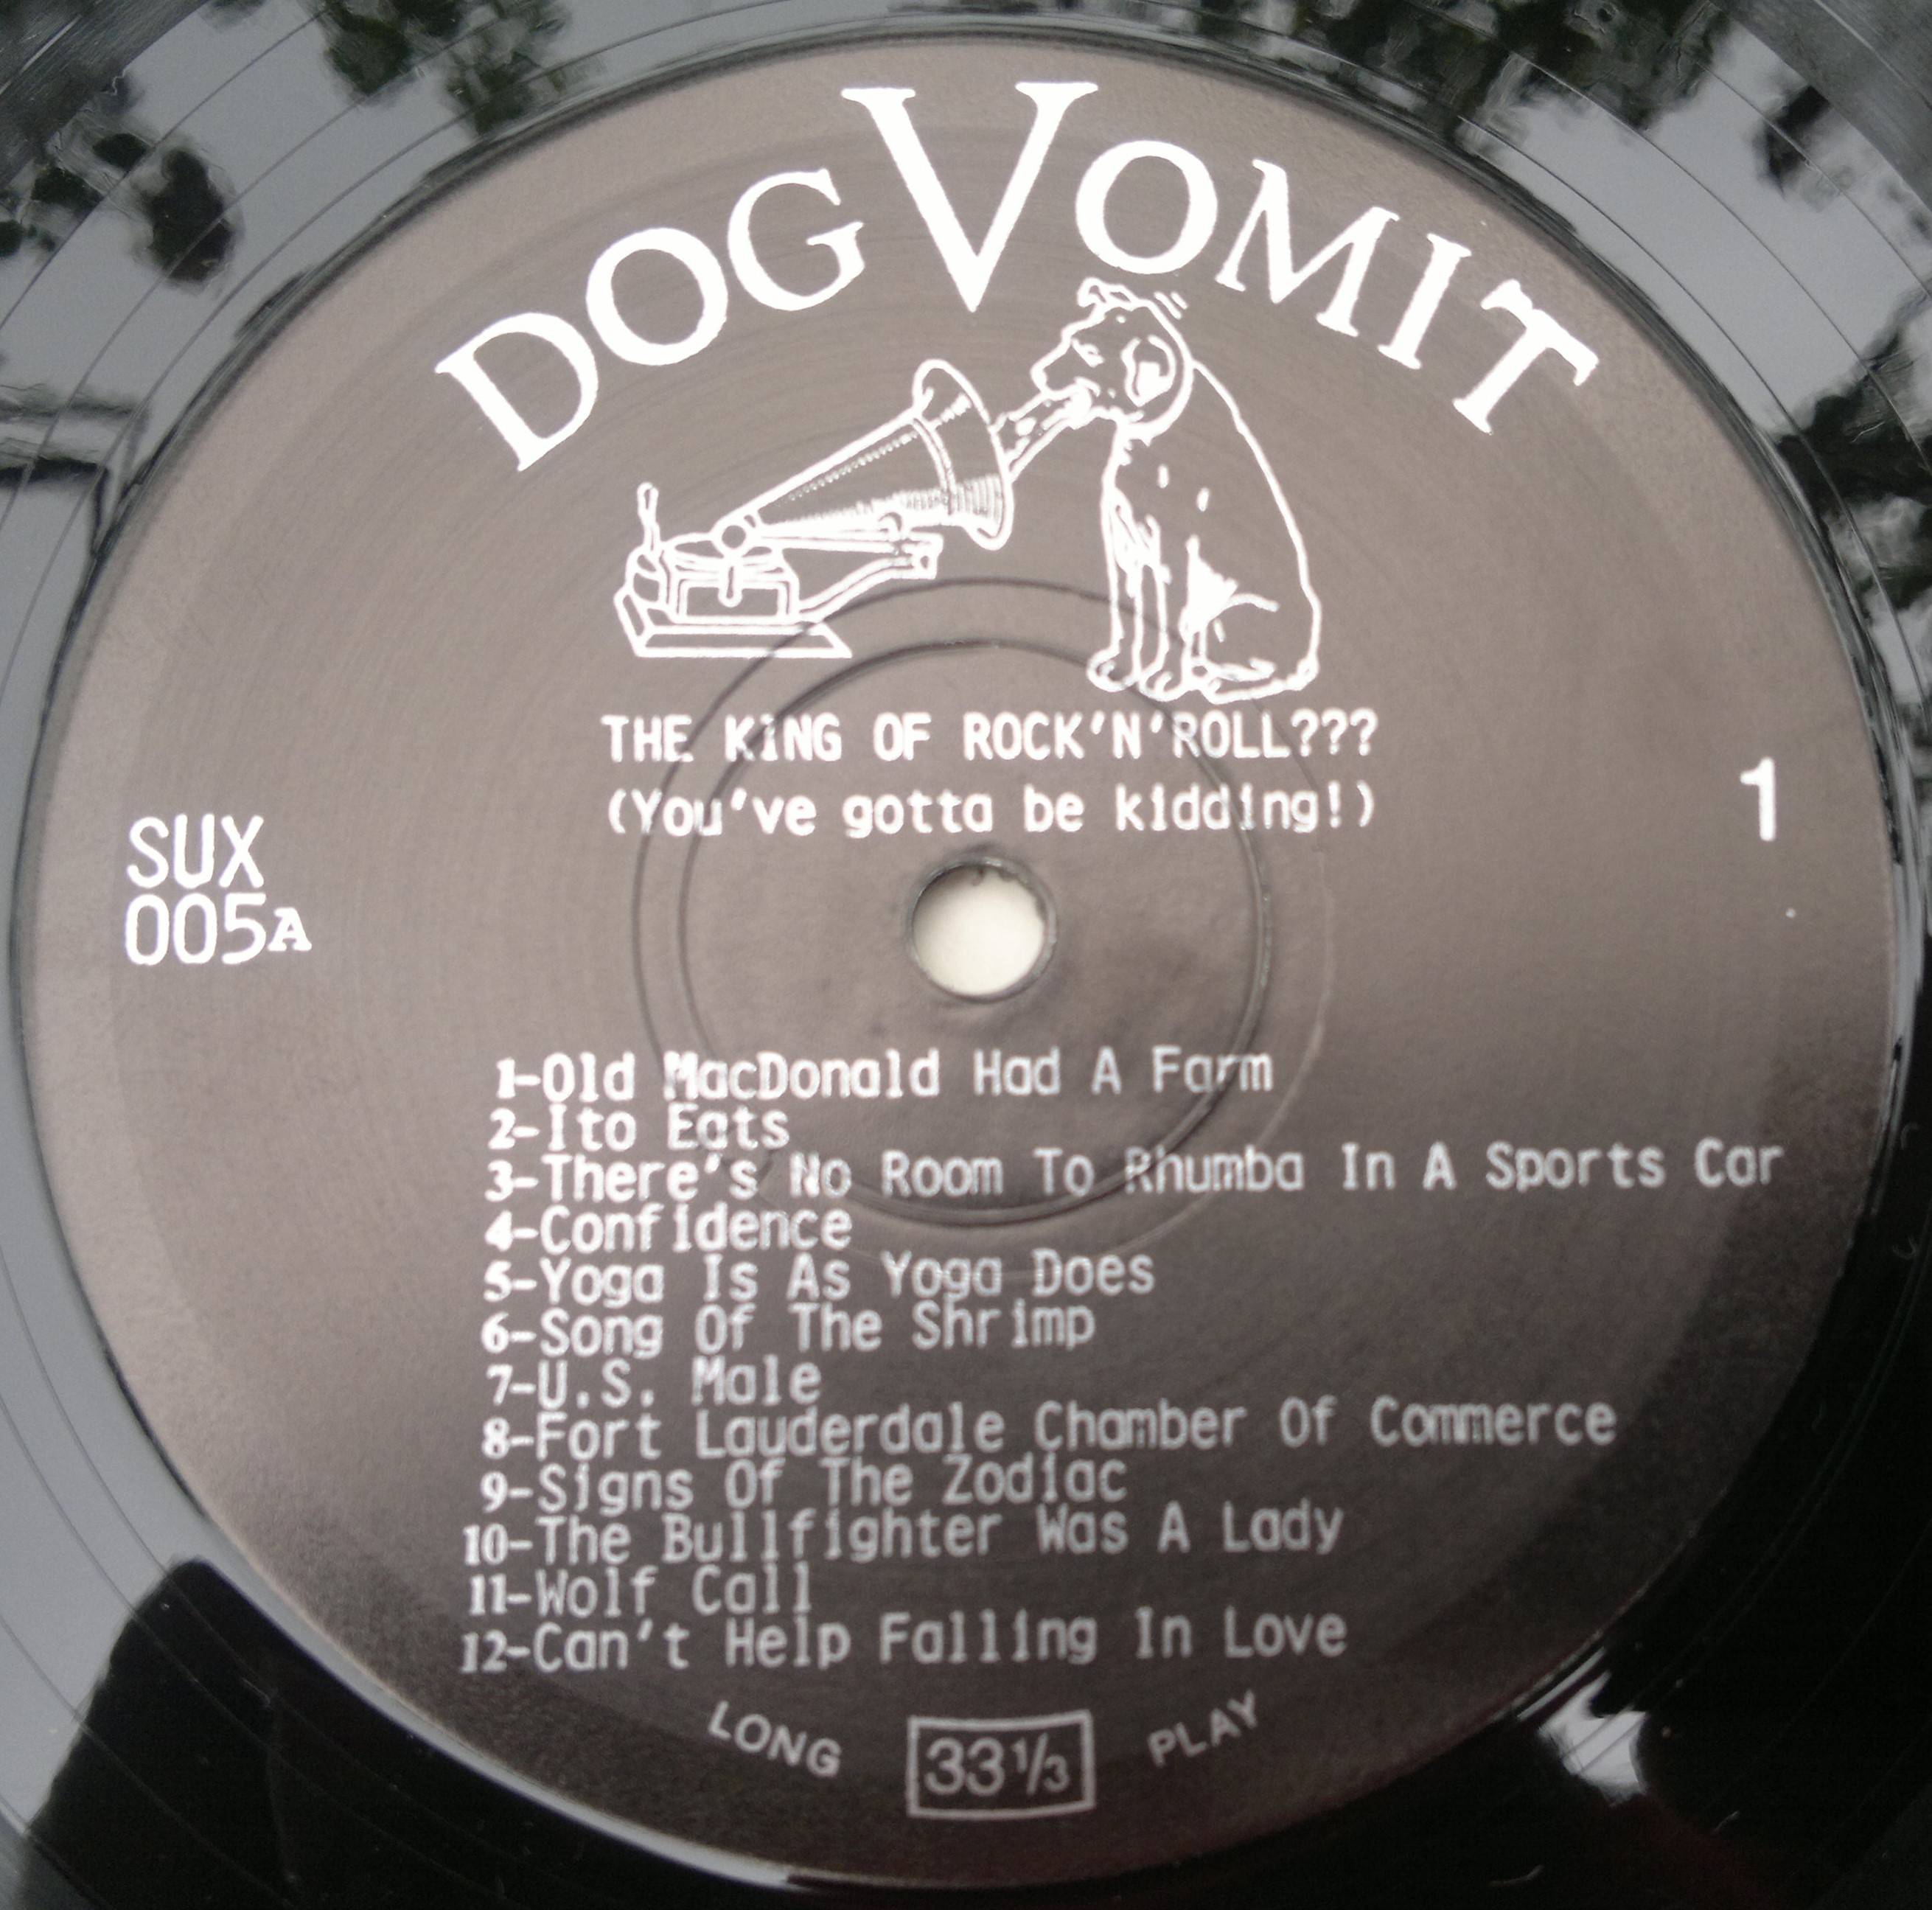 DOG VOMIT
THE KiNG OF ROCK'N'ROLL???
(You've gotta be kidding!)
1
SUX
005A
1-Old MacDonald Had A Farm
2-Ito Eats
3-There's No Room To Rhumba In A Sports Car
4-Confidence
5-Yoga Is As Yoga Does
6-Song Of The Shrimp
7-U.S. Male
8-Fort Lauderdale Chamber Of Commerce
9-Signs Of The Zodiac
10-The Bullfighter Was A Lady
11-Wolf Call
12-Can't Help Falling In Love
LONG 33⅓ PLAY